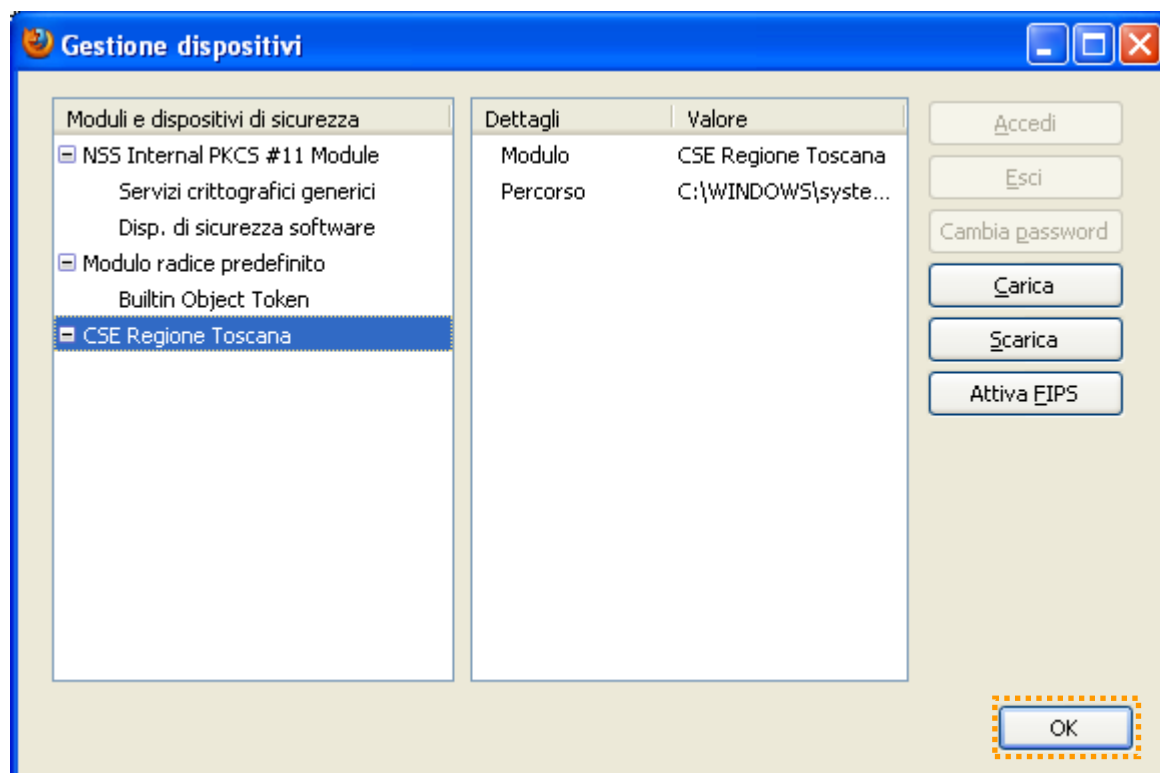 Gestione dispositivi
Moduli e dispositivi di sicurezza
NSS Internal PKCS #11 Module
Servizi crittografici generici
Disp. di sicurezza software
Modulo radice predefinito
Builtin Object Token
CSE Regione Toscana
Dettagli Valore
Modulo CSE Regione Toscana
Percorso C:\WINDOWS\syste...
Accedi
Esci
Cambia password
Carica
Scarica
Attiva FIPS
OK